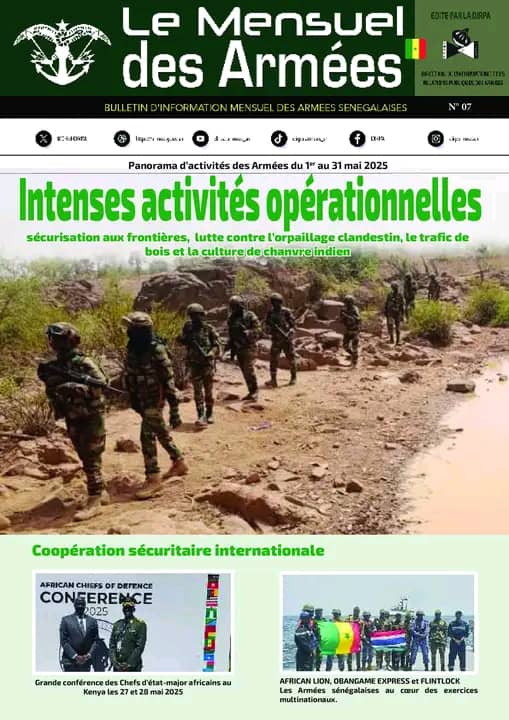 Le Mensuel
des Armées
EDITE PAR LA DIRPA
BULLETIN D'INFORMATION MENSUEL DES ARMEES SENEGALAISES
N° 07
Panorama d'activités des Armées du 1er au 31 mai 2025
Intenses activités opérationnelles
sécurisation aux frontières, lutte contre l'orpaillage clandestin, le trafic de
bois et la culture de chanvre indien
Coopération sécuritaire internationale
AFRICAN CHIEFS OF DEFENCE
CONFERENCE
2025
Grande conférence des Chefs d'état-major africains au
Kenya les 27 et 28 mai 2025
AFRICAN LION, OBANGAME EXPRESS et FLINTLOCK
Les Armées sénégalaises au cœur des exercices
multinationaux.